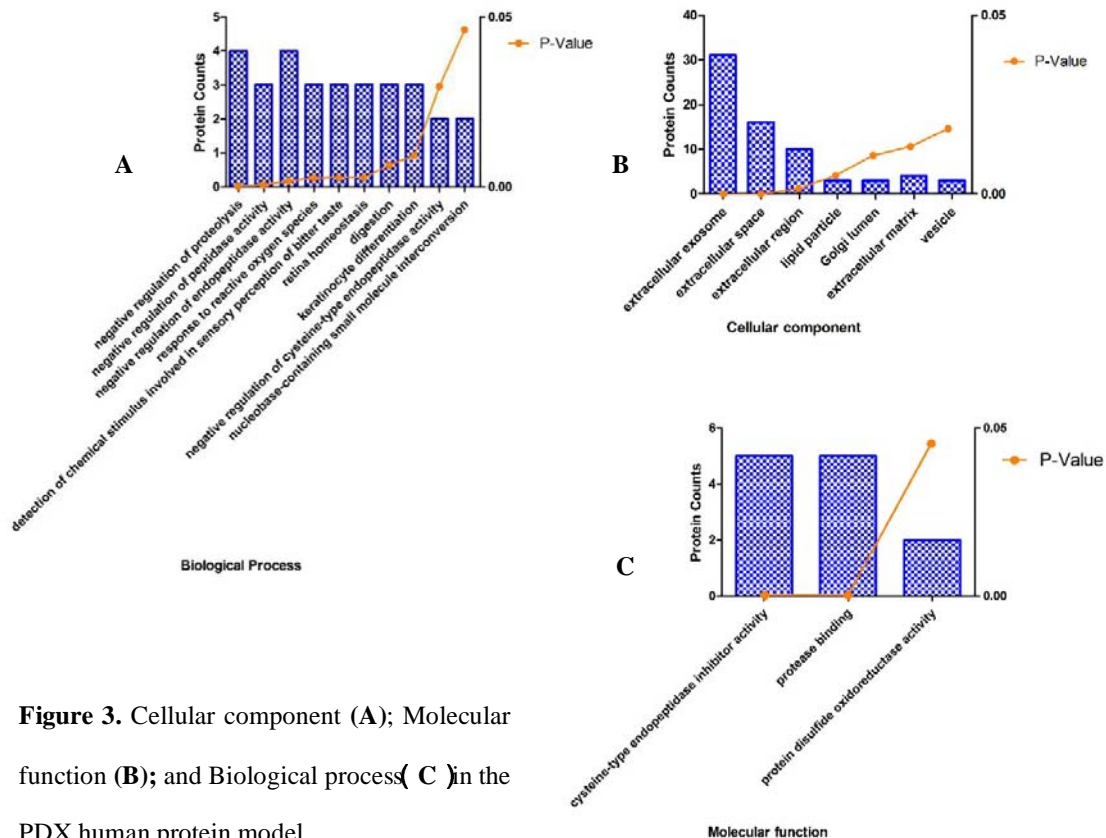 5
4
3
2
1
0
Protein Counts
0.05
0.00
P-Value
A
negative regulation of proteolysis
negative regulation of peptidase activity
negative regulation of endopeptidase activity
response to reactive oxygen species
detection of chemical stimulus involved in sensory perception of bitter taste
retina homeostasis
digestion
keratinocyte differentiation
negative regulation of cysteine-type endopeptidase activity
nucleobase-containing small molecule interconversion
Biological Process
40
30
20
10
0
Protein Counts
0.05
0.00
P-Value
B
extracellular exosome
extracellular space
extracellular region
lipid particle
Golgi lumen
extracellular matrix
vesicle
Cellular component
6
4
2
0
Protein Counts
0.05
0.00
P-Value
C
cysteine-type endopeptidase inhibitor activity
protease binding
protein disulfide oxidoreductase activity
Molecular function
Figure 3. Cellular component (A); Molecular
function (B); and Biological process( C )in the
PDX human protein model